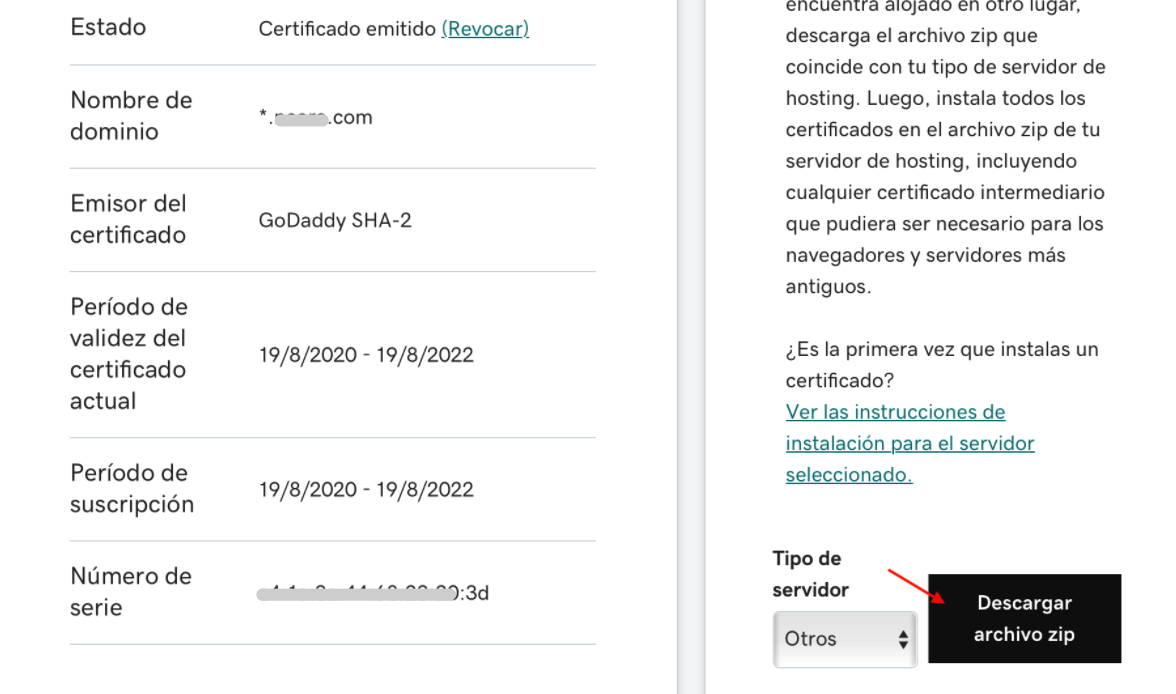 Estado
Certificado emitido (Revocar)
Nombre de
dominio
*. .com
Emisor del
certificado
GoDaddy SHA-2
Período de
validez del
certificado
actual
19/8/2020 - 19/8/2022
Período de
suscripción
19/8/2020 - 19/8/2022
Número de
serie
:3d
encuentra alojado en otro lugar,
descarga el archivo zip que
coincide con tu tipo de servidor de
hosting. Luego, instala todos los
certificados en el archivo zip de tu
servidor de hosting, incluyendo
cualquier certificado intermediario
que pudiera ser necesario para los
navegadores y servidores más
antiguos.
¿Es la primera vez que instalas un
certificado?
Ver las instrucciones de
instalación para el servidor
seleccionado.
Tipo de
servidor
Otros
Descargar
archivo zip